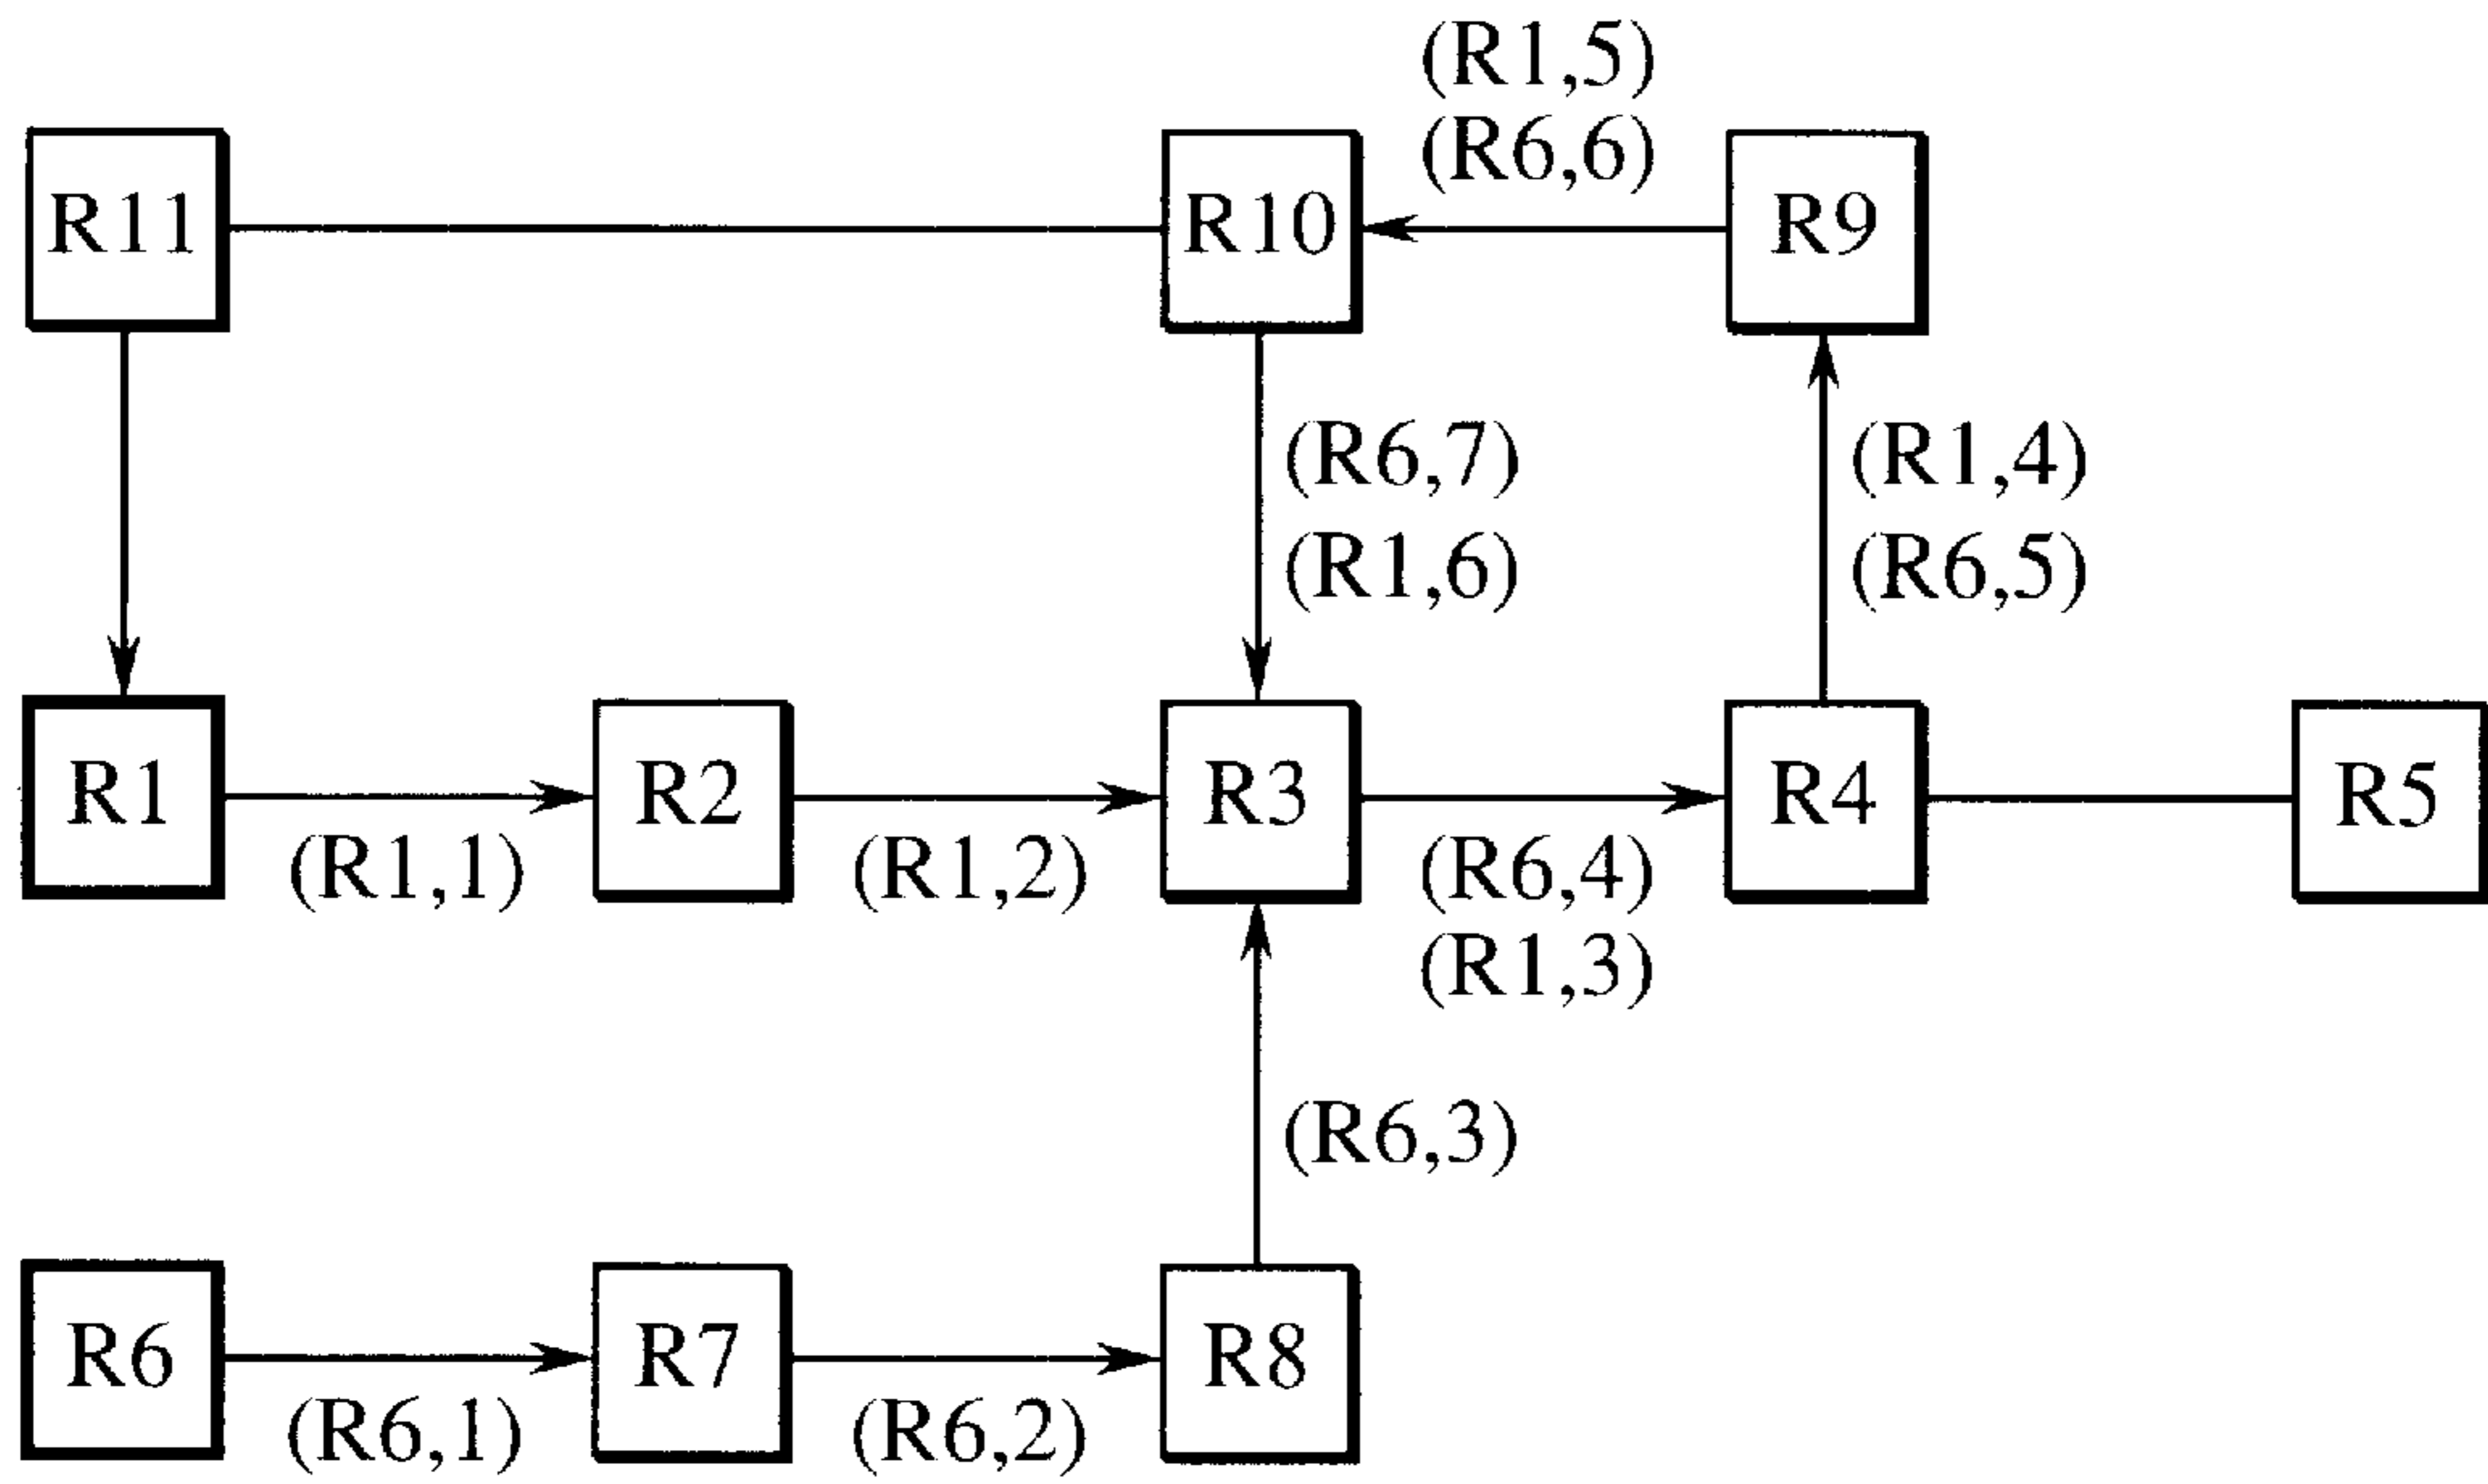 (R1,5)
(R6,6)
R11
R10
R9
(R6,7)
(R1,4)
(R1,6)
(R6,5)
R1
R2
R3
R4
R5
(R1,1)
(R1,2)
(R6,4)
(R1,3)
(R6,3)
R6
R7
R8
(R6,1)
(R6,2)